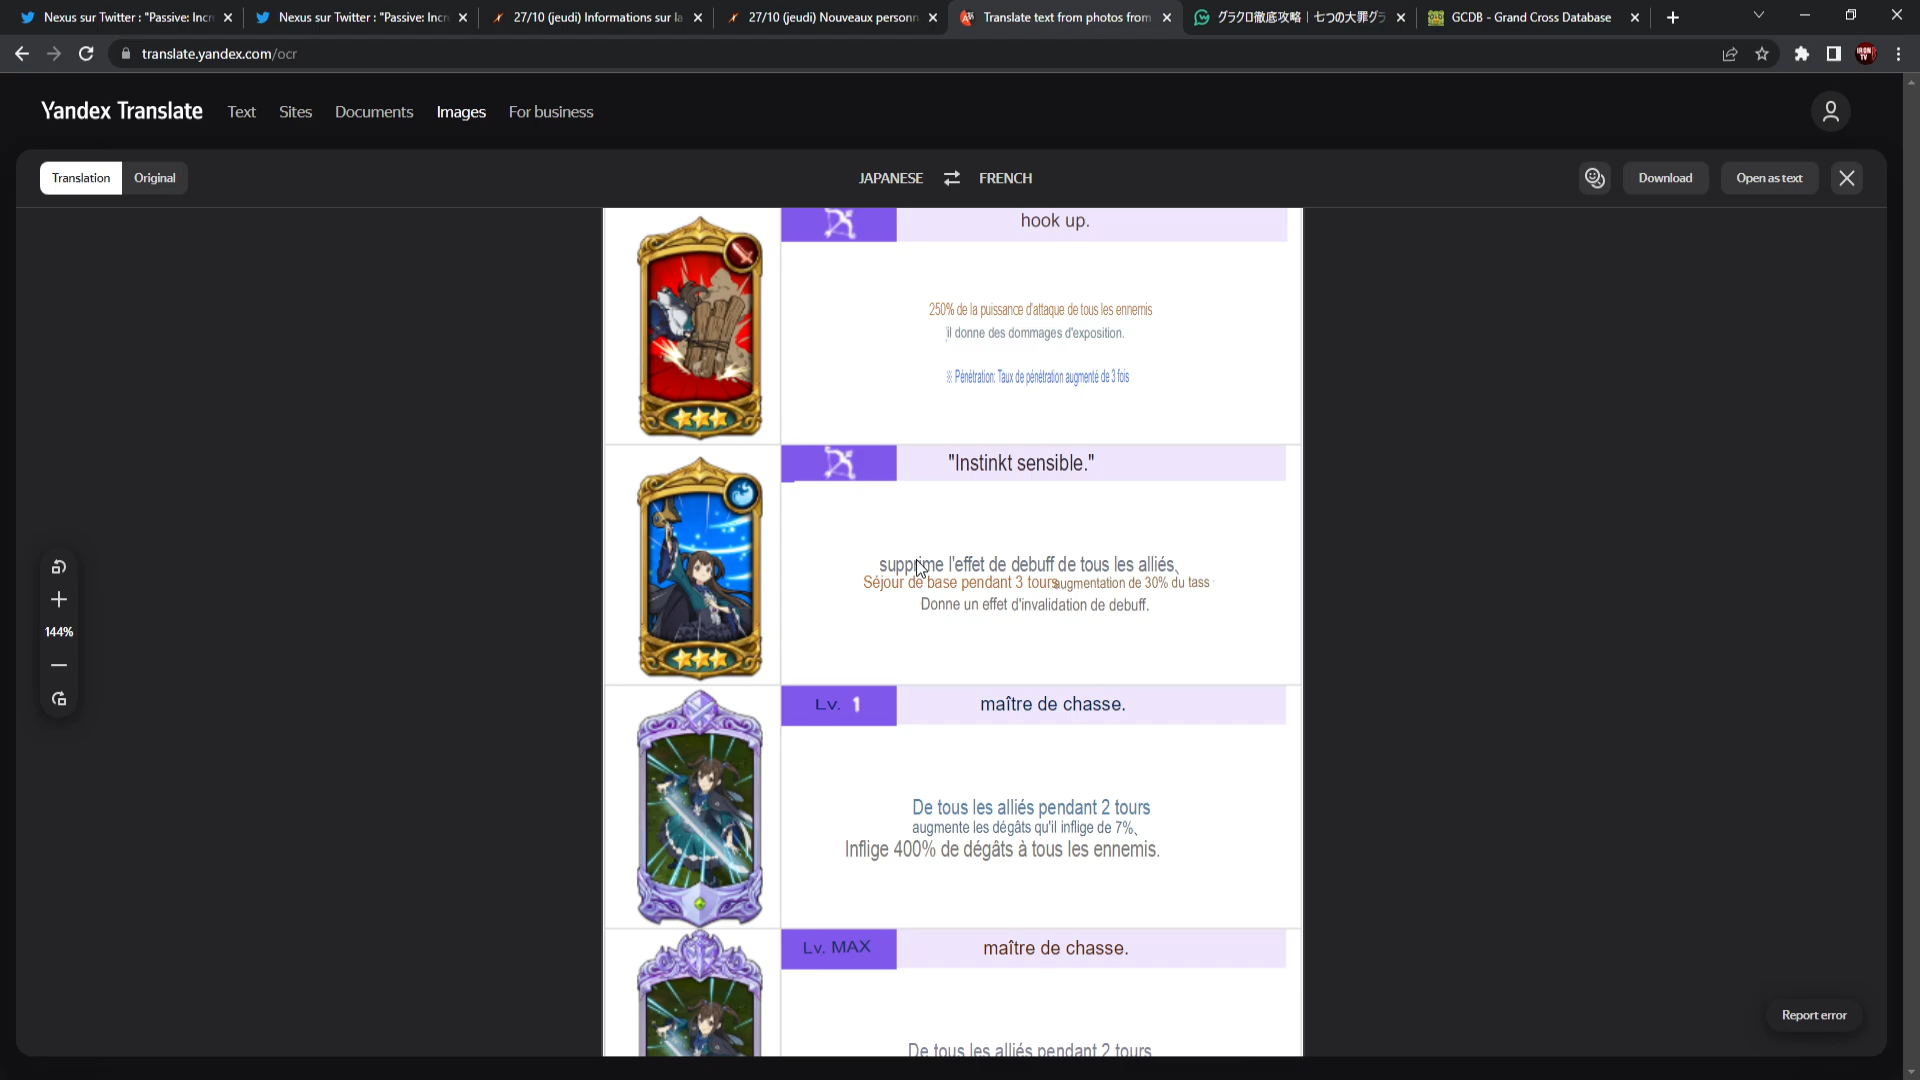 Nexus sur Twitter : "Passive: Incr
Nexus sur Twitter : "Passive: Incr
27/10 (jeudi) Informations sur la
27/10 (jeudi) Nouveaux personn
Translate text from photos from
グラクロ徹底攻略 | 七つの大罪グラ
GCDB - Grand Cross Database
translate.yandex.com/ocr
Yandex Translate
Text
Sites
Documents
Images
For business
Translation
Original
JAPANESE
FRENCH
Download
Open as text
hook up.
250% de la puissance d'attaque de tous les ennemis
il donne des dommages d'exposition.
※ Pénétration: Taux de pénétration augmenté de 3 fois
"Instinkt sensible."
supprime l'effet de debuff de tous les alliés、
Séjour de base pendant 3 tours augmentation de 30% du tass
Donne un effet d'invalidation de debuff.
144%
Lv. 1
maître de chasse.
De tous les alliés pendant 2 tours
augmente les dégâts qu'il inflige de 7%、
Inflige 400% de dégâts à tous les ennemis.
Lv. MAX
maître de chasse.
De tous les alliés pendant 2 tours
Report error